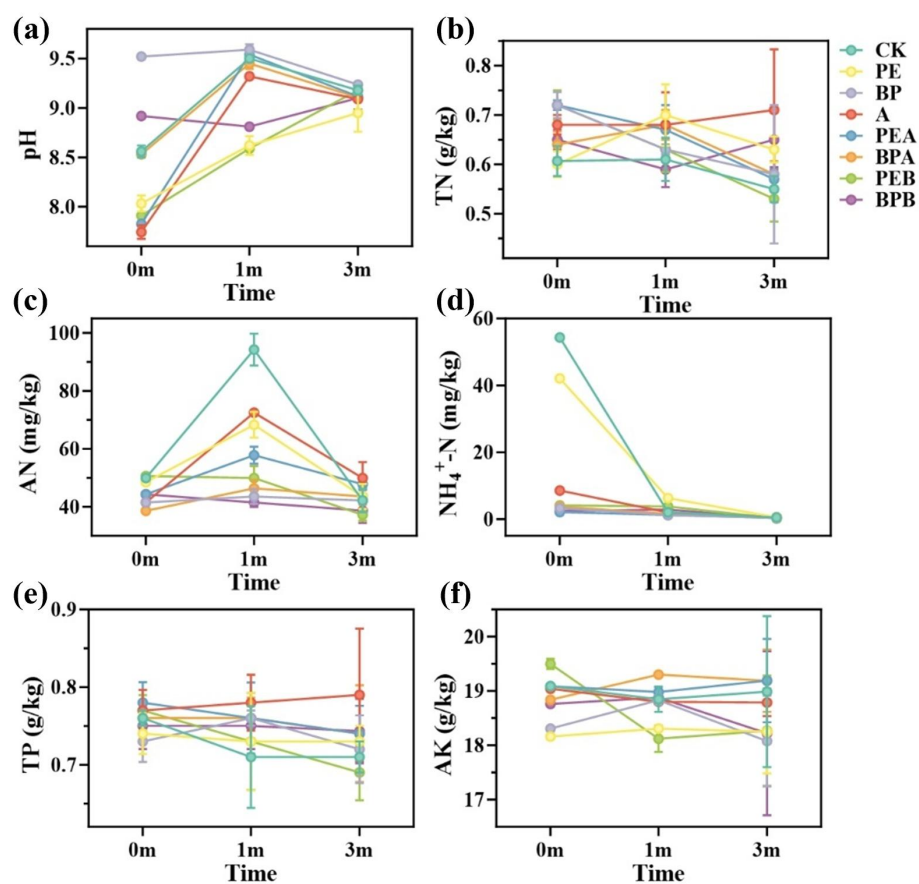 (a)
9.5
9.0
8.5
8.0
pH
0m 1m 3m
Time
(b)
0.8
0.7
0.6
0.5
TN (g/kg)
0m 1m 3m
Time
CK
PE
BP
A
PEA
BPA
PEB
BPB
(c)
100
80
60
40
AN (mg/kg)
0m 1m 3m
Time
(d)
60
40
20
0
NH₄⁺-N (mg/kg)
0m 1m 3m
Time
(e)
0.9
0.8
0.7
TP (g/kg)
0m 1m 3m
Time
(f)
20
19
18
17
AK (g/kg)
0m 1m 3m
Time